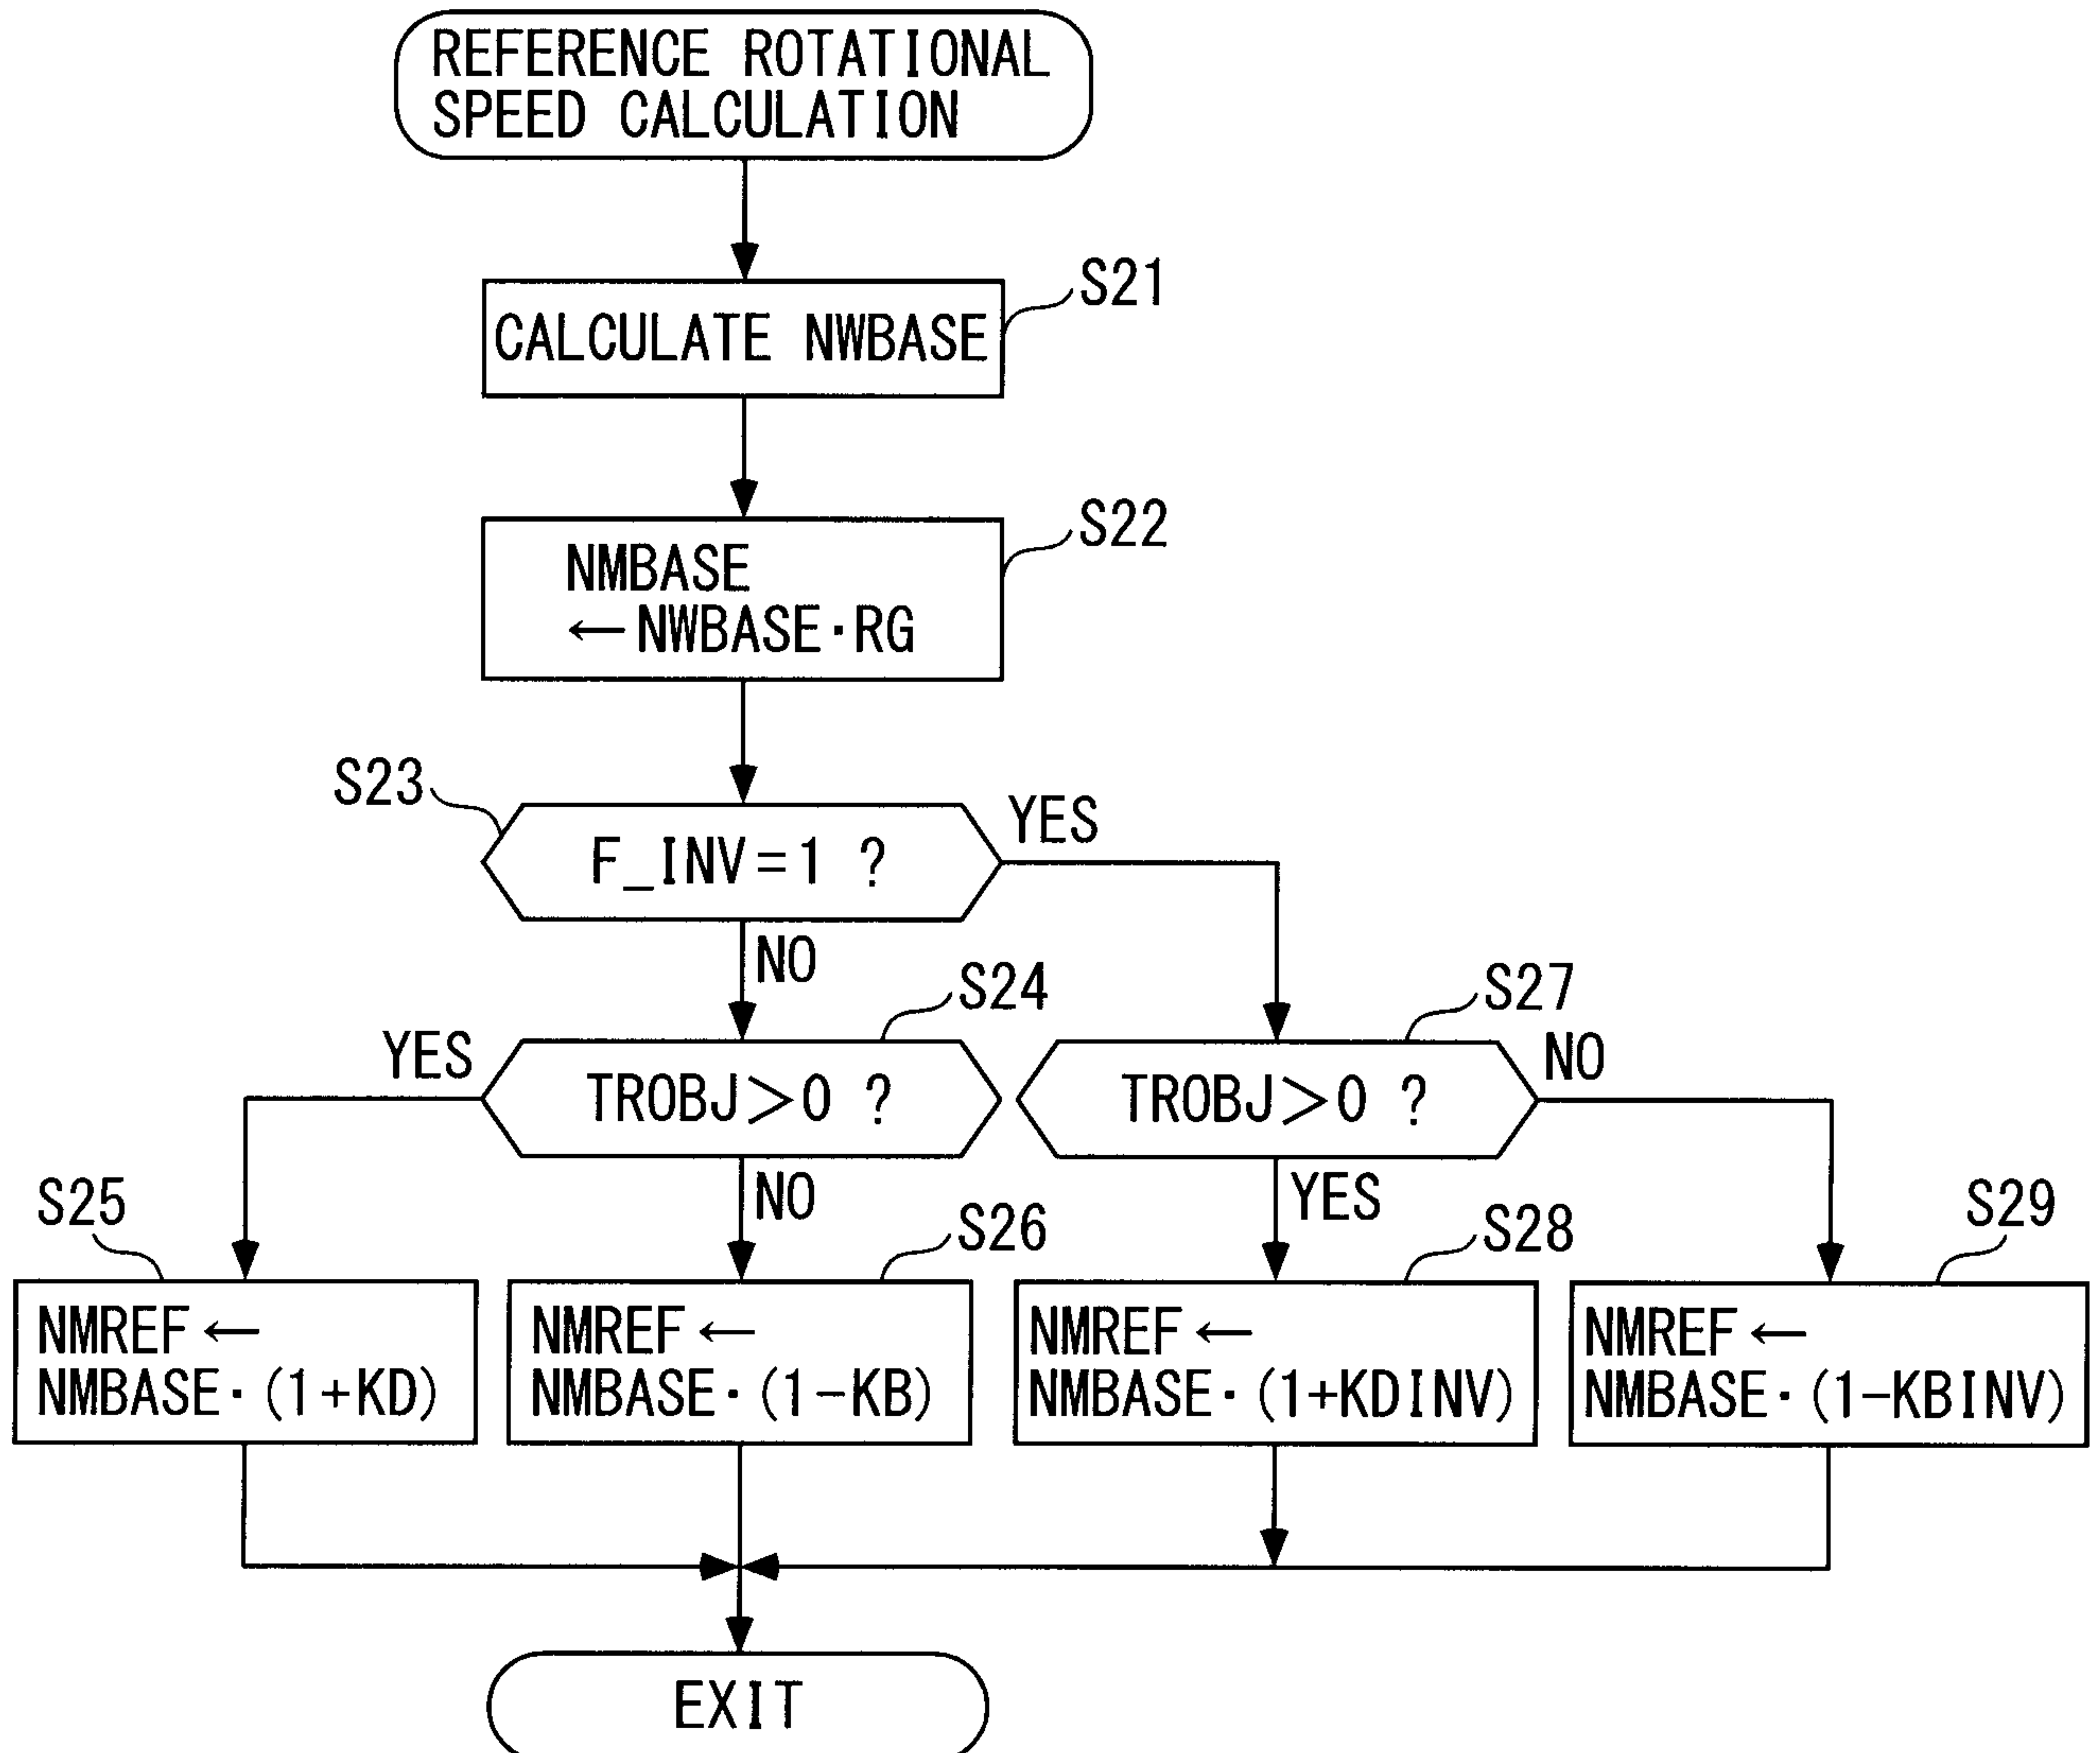 REFERENCE ROTATIONAL
SPEED CALCULATION
S21
CALCULATE NWBASE
S22
NMBASE
←NWBASE·RG
S23
F_INV=1 ?
YES
NO
S24
S27
YES
TROBJ>0 ?
TROBJ>0 ?
NO
NO
YES
S25
S26
S28
S29
NMREF←
NMBASE·(1+KD)
NMREF←
NMBASE·(1-KB)
NMREF←
NMBASE·(1+KDINV)
NMREF←
NMBASE·(1-KBINV)
EXIT